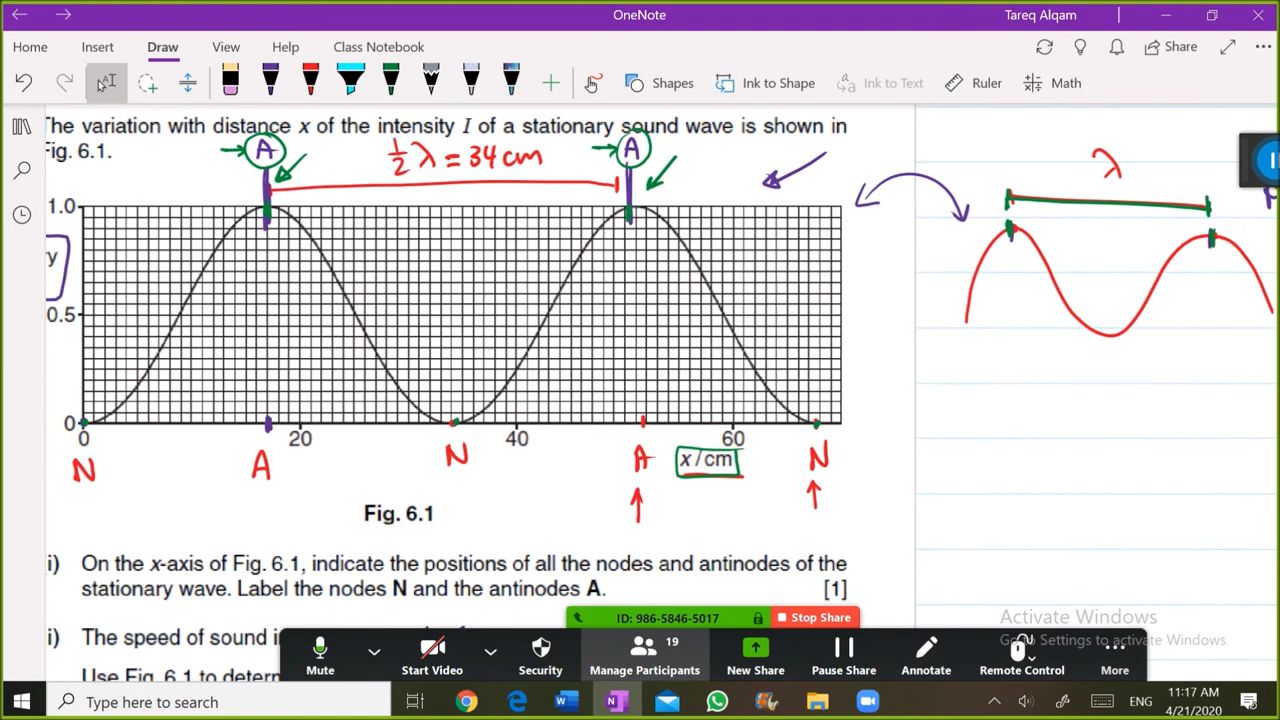 OneNote
Tareq Alqam
Home Insert Draw View Help Class Notebook Share
Shapes Ink to Shape Ink to Text Ruler Math
The variation with distance x of the intensity I of a stationary sound wave is shown in
Fig. 6.1.
A ½ λ = 34 cm A
λ
1.0
ry
0.5
0
0 20 40 60 x/cm
N A N A N
Fig. 6.1
i) On the x-axis of Fig. 6.1, indicate the positions of all the nodes and antinodes of the
stationary wave. Label the nodes N and the antinodes A. [1]
ID: 986-5846-5017 Stop Share
i) The speed of sound i
Use Fig. 6.1 to determ
19
Mute Start Video Security Manage Participants New Share Pause Share Annotate Remote Control More
Activate Windows
Go to Settings to activate Windows.
Type here to search
ENG
11:17 AM
4/21/2020